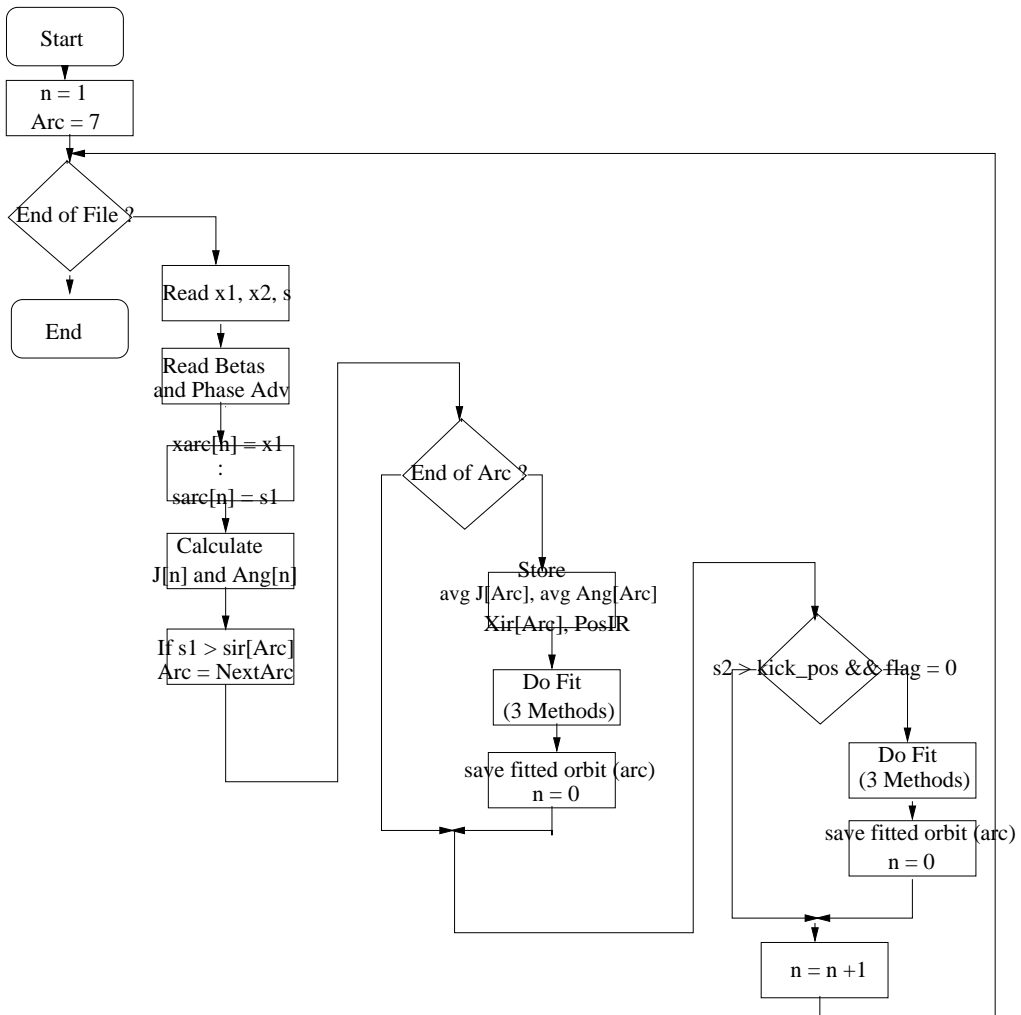 Start
n = 1
Arc = 7
End of File ?
End
Read x1, x2, s
Read Betas
and Phase Adv
xarc[n] = x1
:
sarc[n] = s1
Calculate
J[n] and Ang[n]
If s1 > sir[Arc]
Arc = NextArc
End of Arc ?
Store
avg J[Arc], avg Ang[Arc]
Xir[Arc], PosIR
Do Fit
(3 Methods)
save fitted orbit (arc)
n = 0
s2 > kick_pos && flag = 0
Do Fit
(3 Methods)
save fitted orbit (arc)
n = 0
n = n +1